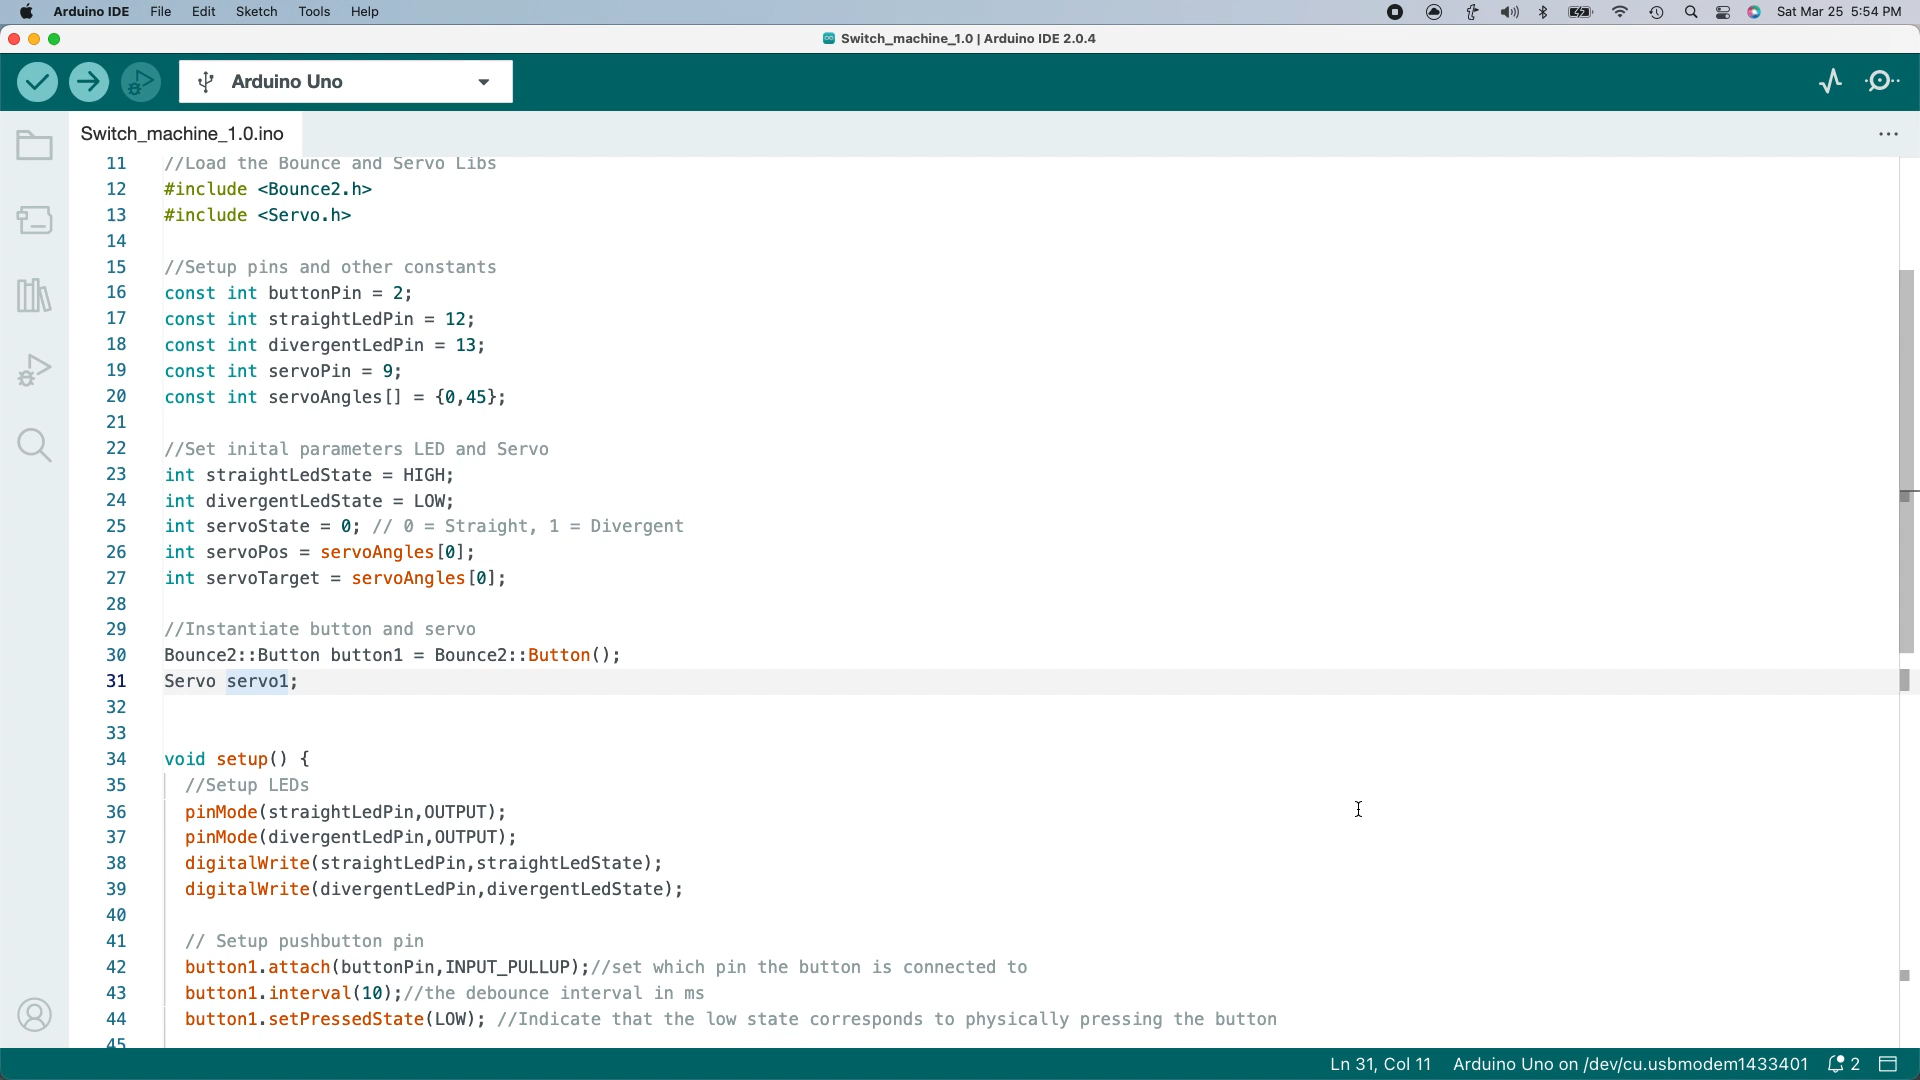 Arduino IDE File Edit Sketch Tools Help Sat Mar 25 5:54 PM
Switch_machine_1.0 | Arduino IDE 2.0.4
Arduino Uno
Switch_machine_1.0.ino
11 //Load the Bounce and Servo Libs
12 #include <Bounce2.h>
13 #include <Servo.h>
14
15 //Setup pins and other constants
16 const int buttonPin = 2;
17 const int straightLedPin = 12;
18 const int divergentLedPin = 13;
19 const int servoPin = 9;
20 const int servoAngles[] = {0,45};
21
22 //Set inital parameters LED and Servo
23 int straightLedState = HIGH;
24 int divergentLedState = LOW;
25 int servoState = 0; // 0 = Straight, 1 = Divergent
26 int servoPos = servoAngles[0];
27 int servoTarget = servoAngles[0];
28
29 //Instantiate button and servo
30 Bounce2::Button button1 = Bounce2::Button();
31 Servo servo1;
32
33
34 void setup() {
35 //Setup LEDs
36 pinMode(straightLedPin,OUTPUT);
37 pinMode(divergentLedPin,OUTPUT);
38 digitalWrite(straightLedPin,straightLedState);
39 digitalWrite(divergentLedPin,divergentLedState);
40
41 // Setup pushbutton pin
42 button1.attach(buttonPin,INPUT_PULLUP);//set which pin the button is connected to
43 button1.interval(10);//the debounce interval in ms
44 button1.setPressedState(LOW); //Indicate that the low state corresponds to physically pressing the button
45
Ln 31, Col 11 Arduino Uno on /dev/cu.usbmodem1433401 2